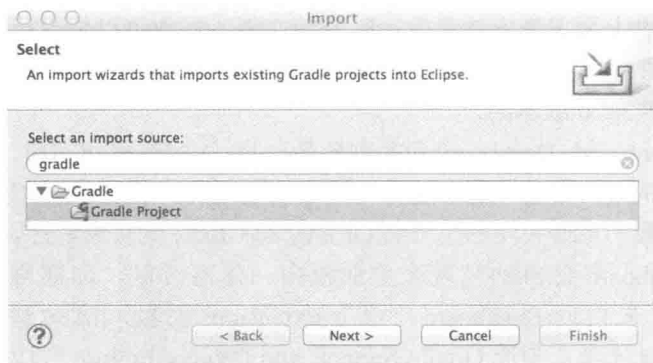 Import
Select
An import wizards that imports existing Gradle projects into Eclipse.
Select an import source:
gradle
Gradle
Gradle Project
?
< Back
Next >
Cancel
Finish